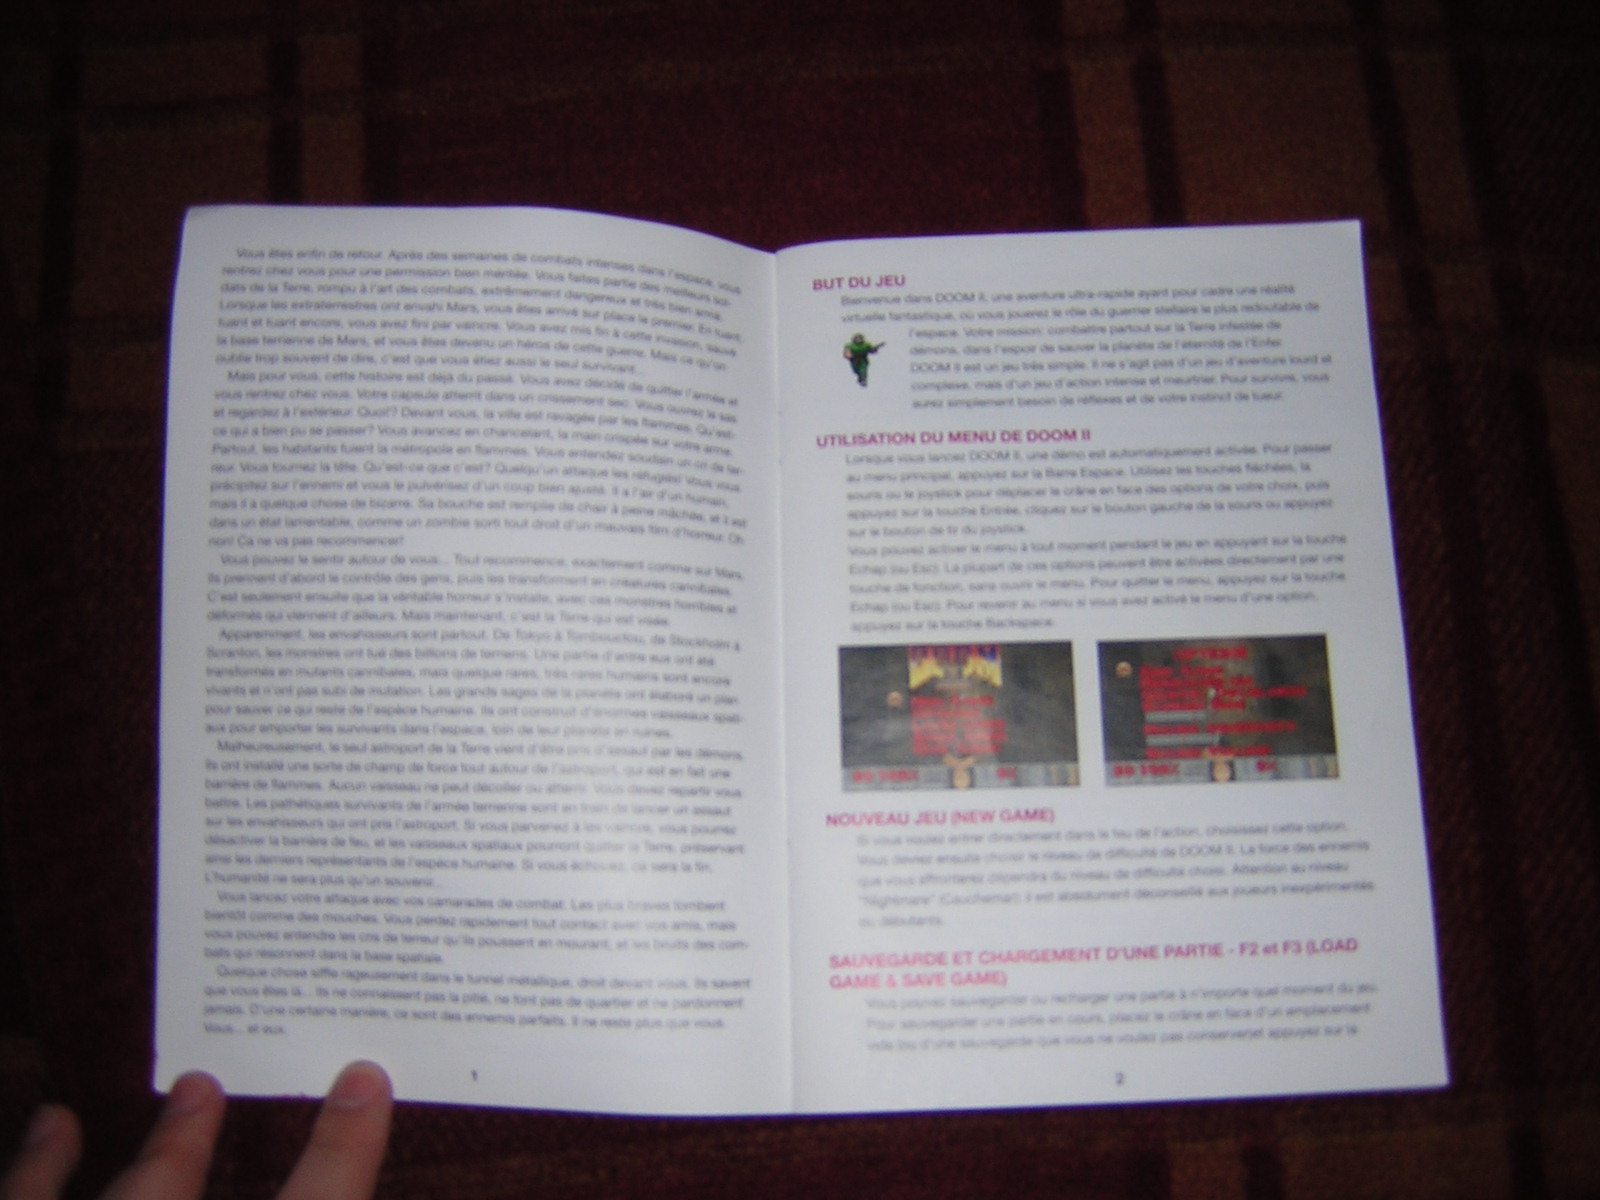 Vous êtes enfin de retour. Après des semaines de combats intenses dans l'espace, vous
rentrez chez vous pour une permission bien méritée. Vous faites partie des meilleurs sol-
dats de la Terre, rompu à l'art des combats, extrêmement dangereux et très bien armé.
Lorsque les extraterrestres ont envahi Mars, vous êtes arrivé sur place le premier. En tuant,
tuant et tuant encore, vous avez fini par vaincre. Vous avez mis fin à cette invasion, sauvé
la base terrienne de Mars, et vous êtes devenu un héros de cette guerre. Mais ce qu'on
oublie trop souvent de dire, c'est que vous étiez aussi le seul survivant...
Mais pour vous, cette histoire est déjà du passé. Vous avez décidé de quitter l'armée et
vous rentrez chez vous. Votre capsule atterrit dans un crissement sec. Vous ouvrez le sas
et regardez à l'extérieur. Quoi!? Devant vous, la ville est ravagée par les flammes. Qu'est-
ce qui a bien pu se passer? Vous avancez en chancelant, la main crispée sur votre arme.
Partout, les habitants fuient la métropole en flammes. Vous entendez soudain un cri de ter-
reur. Vous tournez la tête. Qu'est-ce que c'est? Quelqu'un attaque les réfugiés! Vous vous
précipitez sur l'ennemi et vous le pulvérisez d'un coup bien ajusté. Il a l'air d'un humain,
mais il a quelque chose de bizarre. Sa bouche est remplie de chair à peine mâchée, et il est
dans un état lamentable, comme un zombie sorti tout droit d'un mauvais film d'horreur. Oh
non! Ca ne va pas recommencer!
Vous pouvez le sentir autour de vous... Tout recommence, exactement comme sur Mars.
Ils prennent d'abord le contrôle des gens, puis les transforment en créatures cannibales.
C'est seulement ensuite que la véritable horreur s'installe, avec ces monstres horribles et
déformés qui viennent d'ailleurs. Mais maintenant, c'est la Terre qui est visée.
Apparemment, les envahisseurs sont partout. De Tokyo à Tombouctou, de Stockholm à
Scranton, les monstres ont tué des billions de terriens. Une partie d'entre eux ont été
transformés en mutants cannibales, mais quelque rares, très rares humains sont encore
vivants et n'ont pas subi de mutation. Les grands sages de la planète ont élaboré un plan
pour sauver ce qui reste de l'espèce humaine. Ils ont construit d'énormes vaisseaux spati-
aux pour emporter les survivants dans l'espace, loin de leur planète en ruines.
Malheureusement, le seul astroport de la Terre vient d'être pris d'assaut par les démons.
Ils ont installé une sorte de champ de force tout autour de l'astroport, qui est en fait une
barrière de flammes. Aucun vaisseau ne peut décoller ou atterrir. Vous devez repartir vous
battre. Les pathétiques survivants de l'armée terrienne sont en train de lancer un assaut
sur les envahisseurs qui ont pris l'astroport. Si vous parvenez à les vaincre, vous pourrez
désactiver la barrière de feu, et les vaisseaux spatiaux pourront quitter la Terre, préservant
ainsi les derniers représentants de l'espèce humaine. Si vous échouez, ce sera la fin.
L'humanité ne sera plus qu'un souvenir...
Vous lancez votre attaque avec vos camarades de combat. Les plus braves tombent
bientôt comme des mouches. Vous perdez rapidement tout contact avec vos amis, mais
vous pouvez entendre les cris de terreur qu'ils poussent en mourant, et les bruits des com-
bats qui résonnent dans la base spatiale.
Quelque chose siffle rageusement dans le tunnel métallique, droit devant vous. Ils savent
que vous êtes là... Ils ne connaissent pas la pitié, ne font pas de quartier et ne pardonnent
jamais. D'une certaine manière, ce sont des ennemis parfaits. Il ne reste plus que vous.
Vous... et eux.
1
BUT DU JEU
Bienvenue dans DOOM II, une aventure ultra-rapide ayant pour cadre une réalité
virtuelle fantastique, où vous jouerez le rôle du guerrier stellaire le plus redoutable de
l'espace. Votre mission: combattre partout sur la Terre infestée de
démons, dans l'espoir de sauver la planète de l'éternité de l'Enfer.
DOOM II est un jeu très simple. Il ne s'agit pas d'un jeu d'aventure lourd et
complexe, mais d'un jeu d'action intense et meurtrier. Pour survivre, vous
aurez simplement besoin de réflexes et de votre instinct de tueur.
UTILISATION DU MENU DE DOOM II
Lorsque vous lancez DOOM II, une démo est automatiquement activée. Pour passer
au menu principal, appuyez sur la Barre Espace. Utilisez les touches fléchées, la
souris ou le joystick pour déplacer le crâne en face des options de votre choix, puis
appuyez sur la touche Entrée, cliquez sur le bouton gauche de la souris ou appuyez
sur le bouton de tir du joystick.
Vous pouvez activer le menu à tout moment pendant le jeu en appuyant sur la touche
Echap (ou Esc). La plupart de ces options peuvent être activées directement par une
touche de fonction, sans ouvrir le menu. Pour quitter le menu, appuyez sur la touche
Echap (ou Esc). Pour revenir au menu si vous avez activé le menu d'une option,
appuyez sur la touche Backspace.
OPTIONS
NOUVEAU JEU (NEW GAME)
Si vous voulez entrer directement dans le feu de l'action, choisissez cette option.
Vous devrez ensuite choisir le niveau de difficulté de DOOM II. La force des ennemis
que vous affronterez dépendra du niveau de difficulté choisi. Attention au niveau
"Nightmare" (Cauchemar): il est absolument déconseillé aux joueurs inexpérimentés
ou débutants.
SAUVEGARDE ET CHARGEMENT D'UNE PARTIE - F2 et F3 (LOAD
GAME & SAVE GAME)
Vous pouvez sauvegarder ou recharger une partie à n'importe quel moment du jeu.
Pour sauvegarder une partie en cours, placez le crâne en face d'un emplacement
vide (ou d'une sauvegarde que vous ne voulez pas conserver)et appuyez sur la
2